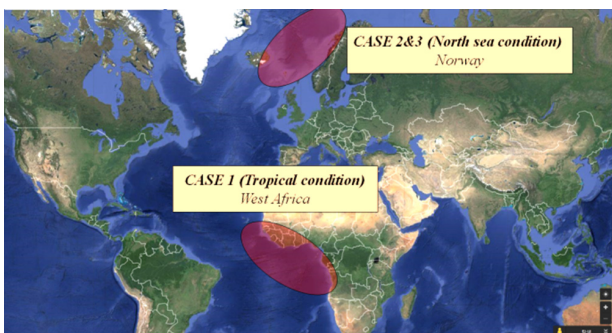 CASE 2&3 (North sea condition)
Norway
CASE 1 (Tropical condition)
West Africa